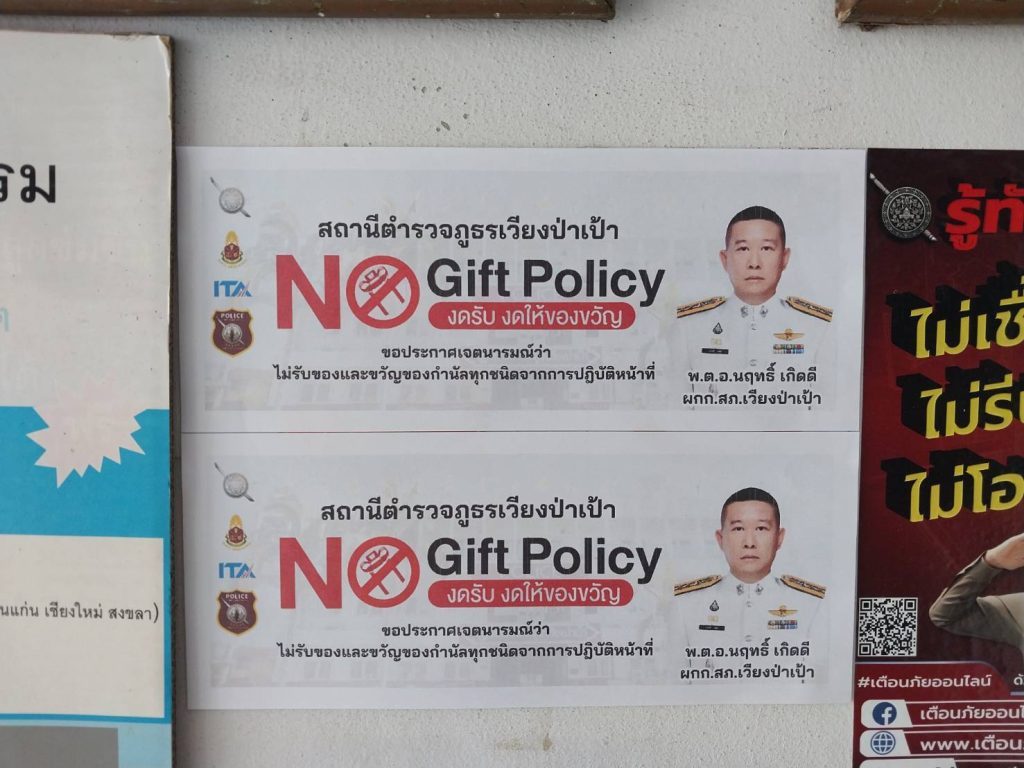 รม
นแก่น เชียงใหม่ สงขลา)
สถานีตำรวจภูธรเวียงป่าเป้า
ITA
POLICE
NO Gift Policy
งดรับ งดให้ของขวัญ
ขอประกาศเจตนารมณ์ว่า
ไม่รับของและขวัญของกำนัลทุกชนิดจากการปฏิบัติหน้าที่
พ.ต.อ.นฤทธิ์ เกิดดี
ผกก.สภ.เวียงป่าเป้า
สถานีตำรวจภูธรเวียงป่าเป้า
ITA
POLICE
NO Gift Policy
งดรับ งดให้ของขวัญ
ขอประกาศเจตนารมณ์ว่า
ไม่รับของและขวัญของกำนัลทุกชนิดจากการปฏิบัติหน้าที่
พ.ต.อ.นฤทธิ์ เกิดดี
ผกก.สภ.เวียงป่าเป้า
รู้ทั
ไม่เชื่
ไม่รี
ไม่โอ
#เตือนภัยออนไลน์
เตือนภัยออนไล
www.เตือน